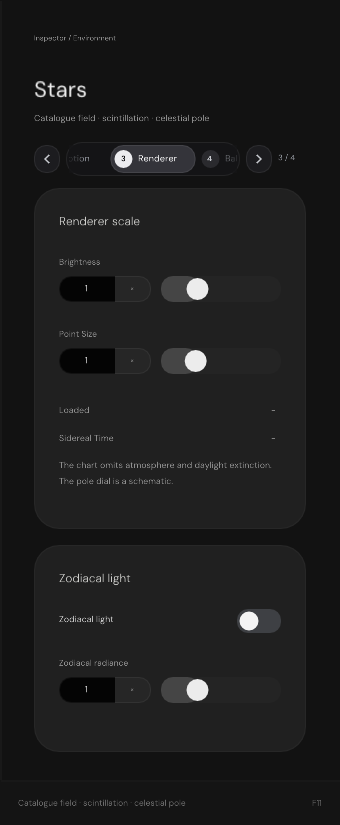 Inspector / Environment
Stars
Catalogue field · scintillation · celestial pole
3 Renderer 4 3 / 4
Renderer scale
Brightness
1 ×
Point Size
1 ×
Loaded -
Sidereal Time -
The chart omits atmosphere and daylight extinction.
The pole dial is a schematic.
Zodiacal light
Zodiacal light
Zodiacal radiance
1 ×
Catalogue field · scintillation · celestial pole F11